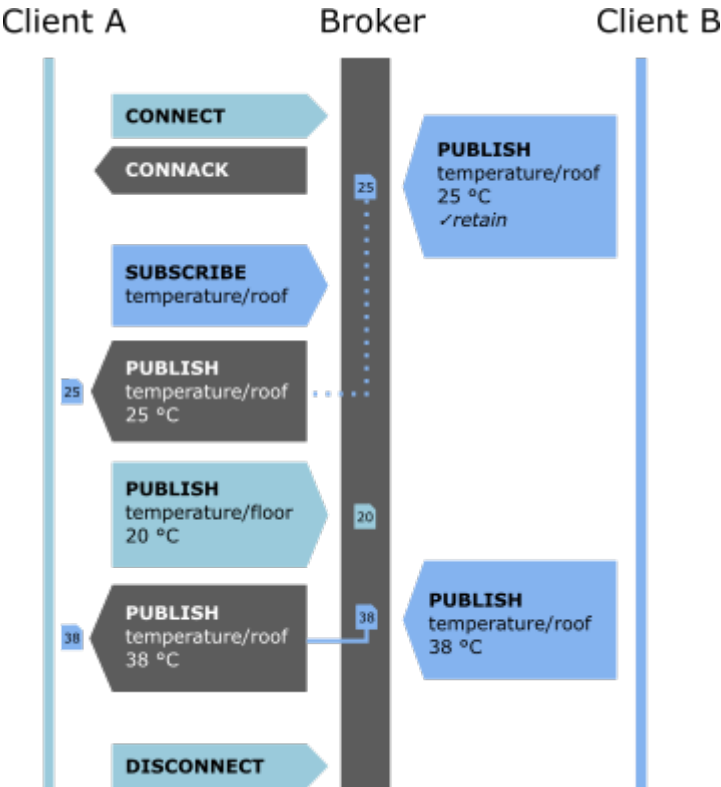 Client A
Broker
Client B
CONNECT
CONNACK
PUBLISH
temperature/roof
25 °C
✓retain
25
SUBSCRIBE
temperature/roof
PUBLISH
temperature/roof
25 °C
25
PUBLISH
temperature/floor
20 °C
20
PUBLISH
temperature/roof
38 °C
38
PUBLISH
temperature/roof
38 °C
38
DISCONNECT